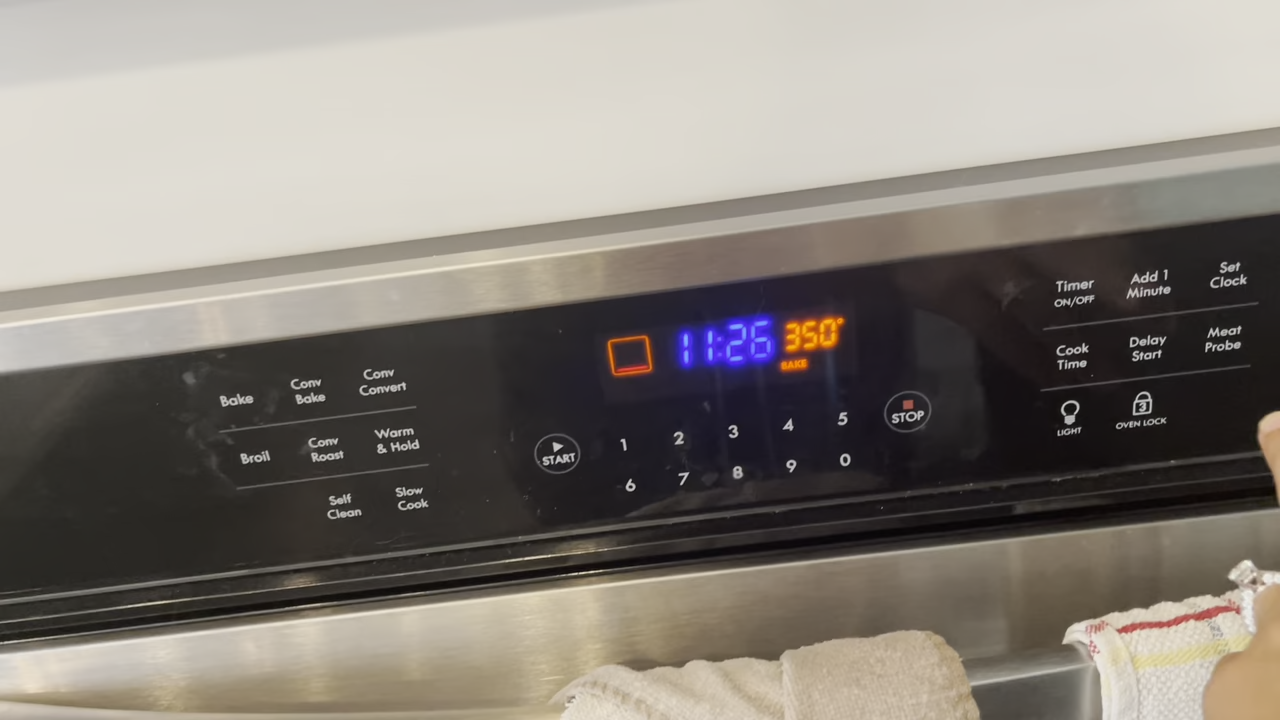 11:26 350°
BAKE
Bake
Conv
Bake
Conv
Convert
Broil
Conv
Roast
Warm
& Hold
Self
Clean
Slow
Cook
START
1 2 3 4 5
6 7 8 9 0
STOP
Timer
ON/OFF
Add 1
Minute
Set
Clock
Cook
Time
Delay
Start
Meat
Probe
LIGHT
3
OVEN LOCK